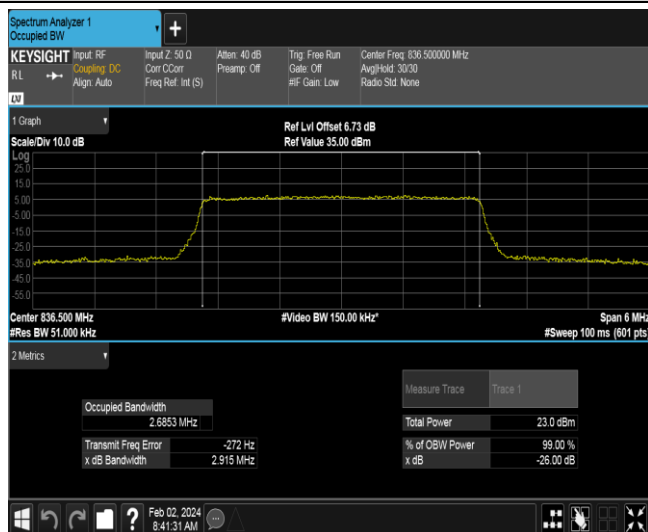 Spectrum Analyzer 1
Occupied BW
+
KEYSIGHT Input: RF Input Z: 50 Ω Atten: 40 dB Trig: Free Run Center Freq: 836.500000 MHz
RL Coupling: DC Corr CCorr Preamp: Off Gate: Off Avg|Hold: 30/30
Align: Auto Freq Ref: Int (S) #IF Gain: Low Radio Std: None
LXI
1 Graph
Ref Lvl Offset 6.73 dB
Scale/Div 10.0 dB Ref Value 35.00 dBm
Log
25.0
15.0
5.00
-5.00
-15.0
-25.0
-35.0
-45.0
-55.0
Center 836.500 MHz #Video BW 150.00 kHz* Span 6 MHz
#Res BW 51.000 kHz #Sweep 100 ms (601 pts)
2 Metrics
Measure Trace Trace 1
Occupied Bandwidth
2.6853 MHz Total Power 23.0 dBm
Transmit Freq Error -272 Hz % of OBW Power 99.00 %
x dB Bandwidth 2.915 MHz x dB -26.00 dB
?
Feb 02, 2024
8:41:31 AM